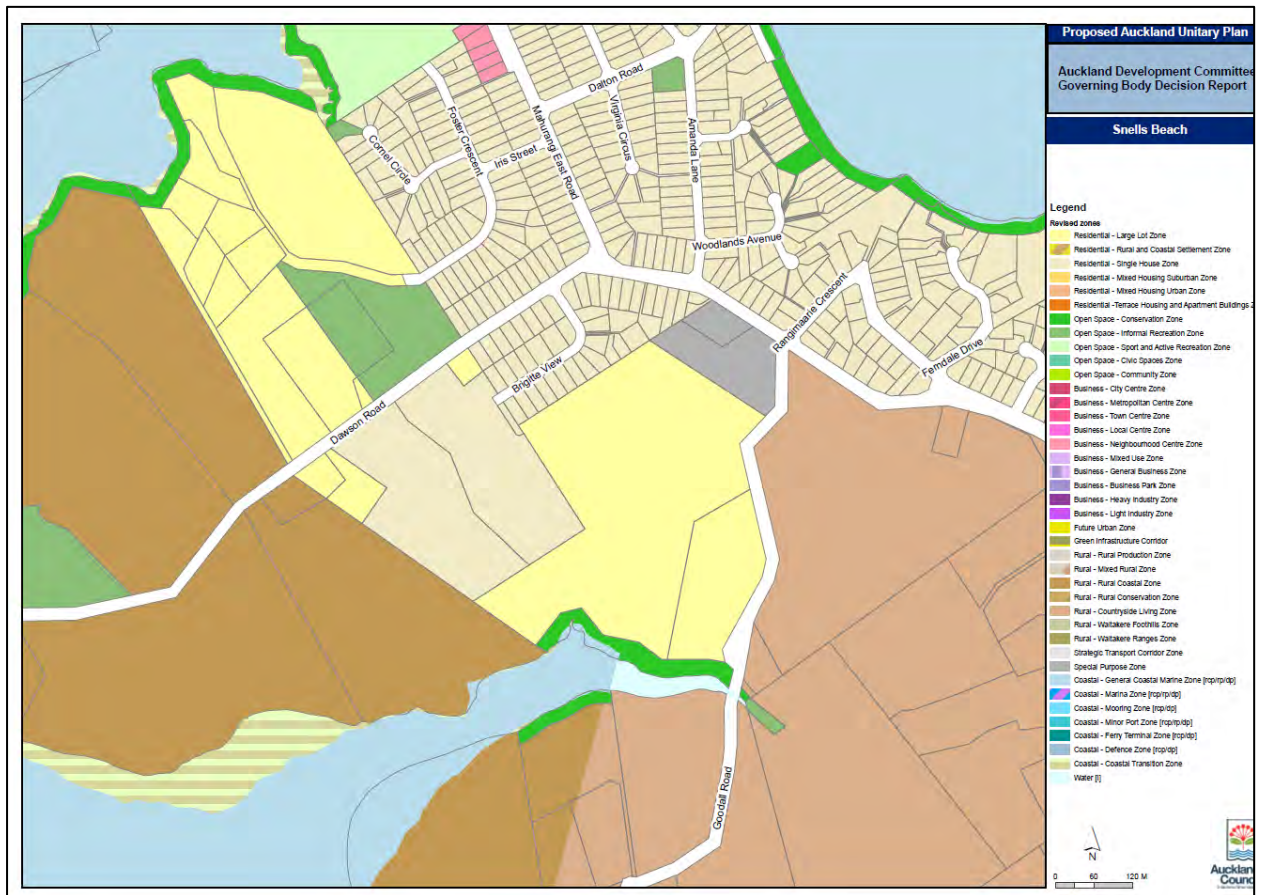 Proposed Auckland Unitary Plan
Auckland Development Committee
Governing Body Decision Report
Snells Beach
Legend
Revised zones
Residential - Large Lot Zone
Residential - Rural and Coastal Settlement Zone
Residential - Single House Zone
Residential - Mixed Housing Suburban Zone
Residential - Mixed Housing Urban Zone
Residential -Terrace Housing and Apartment Buildings Z
Open Space - Conservation Zone
Open Space - Informal Recreation Zone
Open Space - Sport and Active Recreation Zone
Open Space - Civic Spaces Zone
Open Space - Community Zone
Business - City Centre Zone
Business - Metropolitan Centre Zone
Business - Town Centre Zone
Business - Local Centre Zone
Business - Neighbourhood Centre Zone
Business - Mixed Use Zone
Business - General Business Zone
Business - Business Park Zone
Business - Heavy Industry Zone
Business - Light Industry Zone
Future Urban Zone
Green Infrastructure Corridor
Rural - Rural Production Zone
Rural - Mixed Rural Zone
Rural - Rural Coastal Zone
Rural - Rural Conservation Zone
Rural - Countryside Living Zone
Rural - Waitakere Foothills Zone
Rural - Waitakere Ranges Zone
Strategic Transport Corridor Zone
Special Purpose Zone
Coastal - General Coastal Marine Zone [rcp/rp/dp]
Coastal - Marina Zone [rcp/rp/dp]
Coastal - Mooring Zone [rcp/dp]
Coastal - Minor Port Zone [rcp/rp/dp]
Coastal - Ferry Terminal Zone [rcp/dp]
Coastal - Defence Zone [rcp/dp]
Coastal - Coastal Transition Zone
Water [i]
N
0 60 120 M
Aucklan
Counc
Dalton Road
Foster Crescent
Mahurangi East Road
Virginia Circus
Amanda Lane
Cornel Circle
Iris Street
Woodlands Avenue
Rangimaarie Crescent
Ferndale Drive
Brigitte View
Dawson Road
Goodall Road